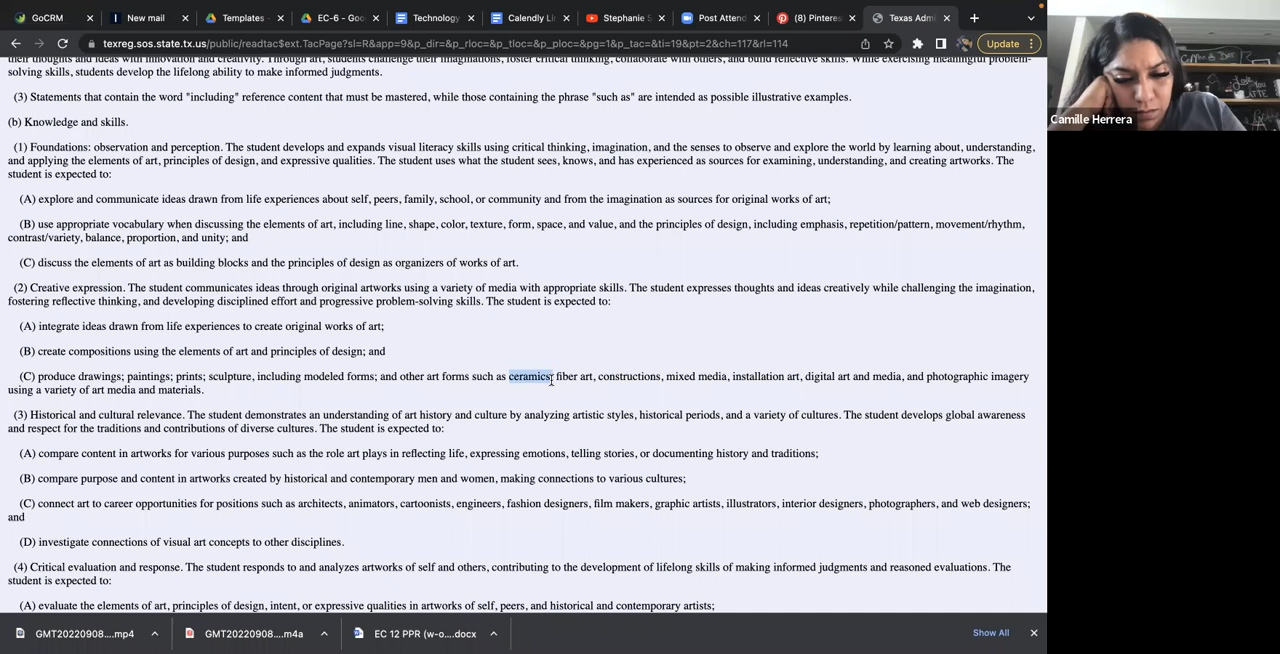 GoCRM
New mail
Templates -
EC-6 - Goo
Technology
Calendly Li
Stephanie S
Post Attend
(8) Pinteres
Texas Admi
texreg.sos.state.tx.us/public/readtac$ext.TacPage?sl=R&app=9&p_dir=&p_rloc=&p_tloc=&p_ploc=&pg=1&p_tac=&ti=19&pt=2&ch=117&rl=114
Update
their thoughts and ideas with innovation and creativity. Through art, students challenge their imaginations, foster critical thinking, collaborate with others, and build reflective skills. While exercising meaningful problem-
solving skills, students develop the lifelong ability to make informed judgments.
(3) Statements that contain the word "including" reference content that must be mastered, while those containing the phrase "such as" are intended as possible illustrative examples.
(b) Knowledge and skills.
(1) Foundations: observation and perception. The student develops and expands visual literacy skills using critical thinking, imagination, and the senses to observe and explore the world by learning about, understanding,
and applying the elements of art, principles of design, and expressive qualities. The student uses what the student sees, knows, and has experienced as sources for examining, understanding, and creating artworks. The
student is expected to:
(A) explore and communicate ideas drawn from life experiences about self, peers, family, school, or community and from the imagination as sources for original works of art;
(B) use appropriate vocabulary when discussing the elements of art, including line, shape, color, texture, form, space, and value, and the principles of design, including emphasis, repetition/pattern, movement/rhythm,
contrast/variety, balance, proportion, and unity; and
(C) discuss the elements of art as building blocks and the principles of design as organizers of works of art.
(2) Creative expression. The student communicates ideas through original artworks using a variety of media with appropriate skills. The student expresses thoughts and ideas creatively while challenging the imagination,
fostering reflective thinking, and developing disciplined effort and progressive problem-solving skills. The student is expected to:
(A) integrate ideas drawn from life experiences to create original works of art;
(B) create compositions using the elements of art and principles of design; and
(C) produce drawings; paintings; prints; sculpture, including modeled forms; and other art forms such as ceramics, fiber art, constructions, mixed media, installation art, digital art and media, and photographic imagery
using a variety of art media and materials.
(3) Historical and cultural relevance. The student demonstrates an understanding of art history and culture by analyzing artistic styles, historical periods, and a variety of cultures. The student develops global awareness
and respect for the traditions and contributions of diverse cultures. The student is expected to:
(A) compare content in artworks for various purposes such as the role art plays in reflecting life, expressing emotions, telling stories, or documenting history and traditions;
(B) compare purpose and content in artworks created by historical and contemporary men and women, making connections to various cultures;
(C) connect art to career opportunities for positions such as architects, animators, cartoonists, engineers, fashion designers, film makers, graphic artists, illustrators, interior designers, photographers, and web designers;
and
(D) investigate connections of visual art concepts to other disciplines.
(4) Critical evaluation and response. The student responds to and analyzes artworks of self and others, contributing to the development of lifelong skills of making informed judgments and reasoned evaluations. The
student is expected to:
(A) evaluate the elements of art, principles of design, intent, or expressive qualities in artworks of self, peers, and historical and contemporary artists;
GMT20220908....mp4
GMT20220908....m4a
EC 12 PPR (w-o....docx
Show All
Camille Herrera